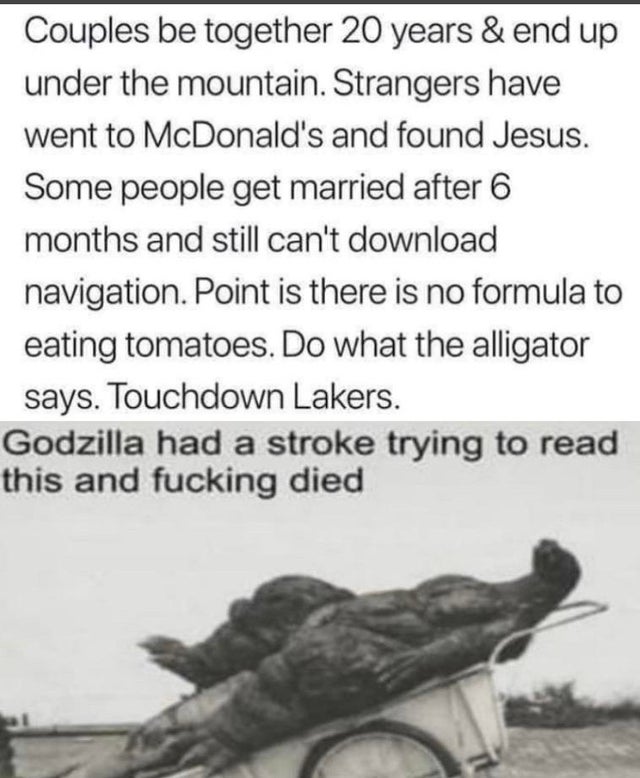 Couples be together 20 years & end up
under the mountain. Strangers have
went to McDonald's and found Jesus.
Some people get married after 6
months and still can't download
navigation. Point is there is no formula to
eating tomatoes. Do what the alligator
says. Touchdown Lakers.
Godzilla had a stroke trying to read
this and fucking died